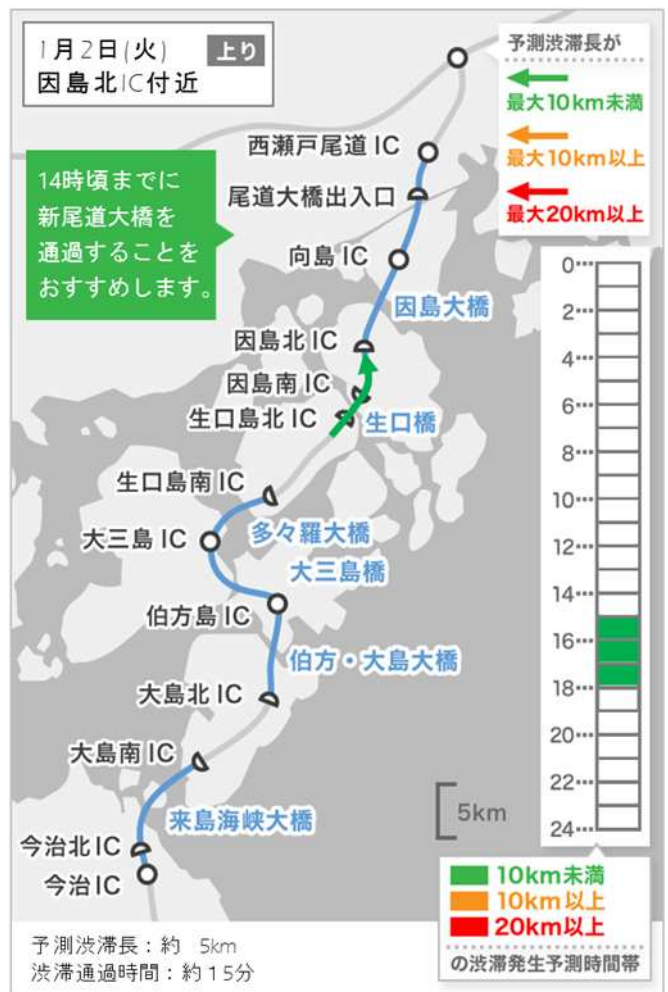 1月2日(火) 上り
因島北IC付近
14時頃までに
新尾道大橋を
通過することを
おすすめします。
予測渋滞長が
最大10km未満
最大10km以上
最大20km以上
西瀬戸尾道 IC
尾道大橋出入口
向島 IC
因島大橋
因島北 IC
因島南 IC
生口島北 IC
生口橋
生口島南 IC
多々羅大橋
大三島 IC
大三島橋
伯方島 IC
伯方・大島大橋
大島北 IC
大島南 IC
来島海峡大橋
今治北 IC
今治 IC
5km
0
2
4
6
8
10
12
14
16
18
20
22
24
10km未満
10km以上
20km以上
の渋滞発生予測時間帯
予測渋滞長：約 5km
渋滞通過時間：約15分